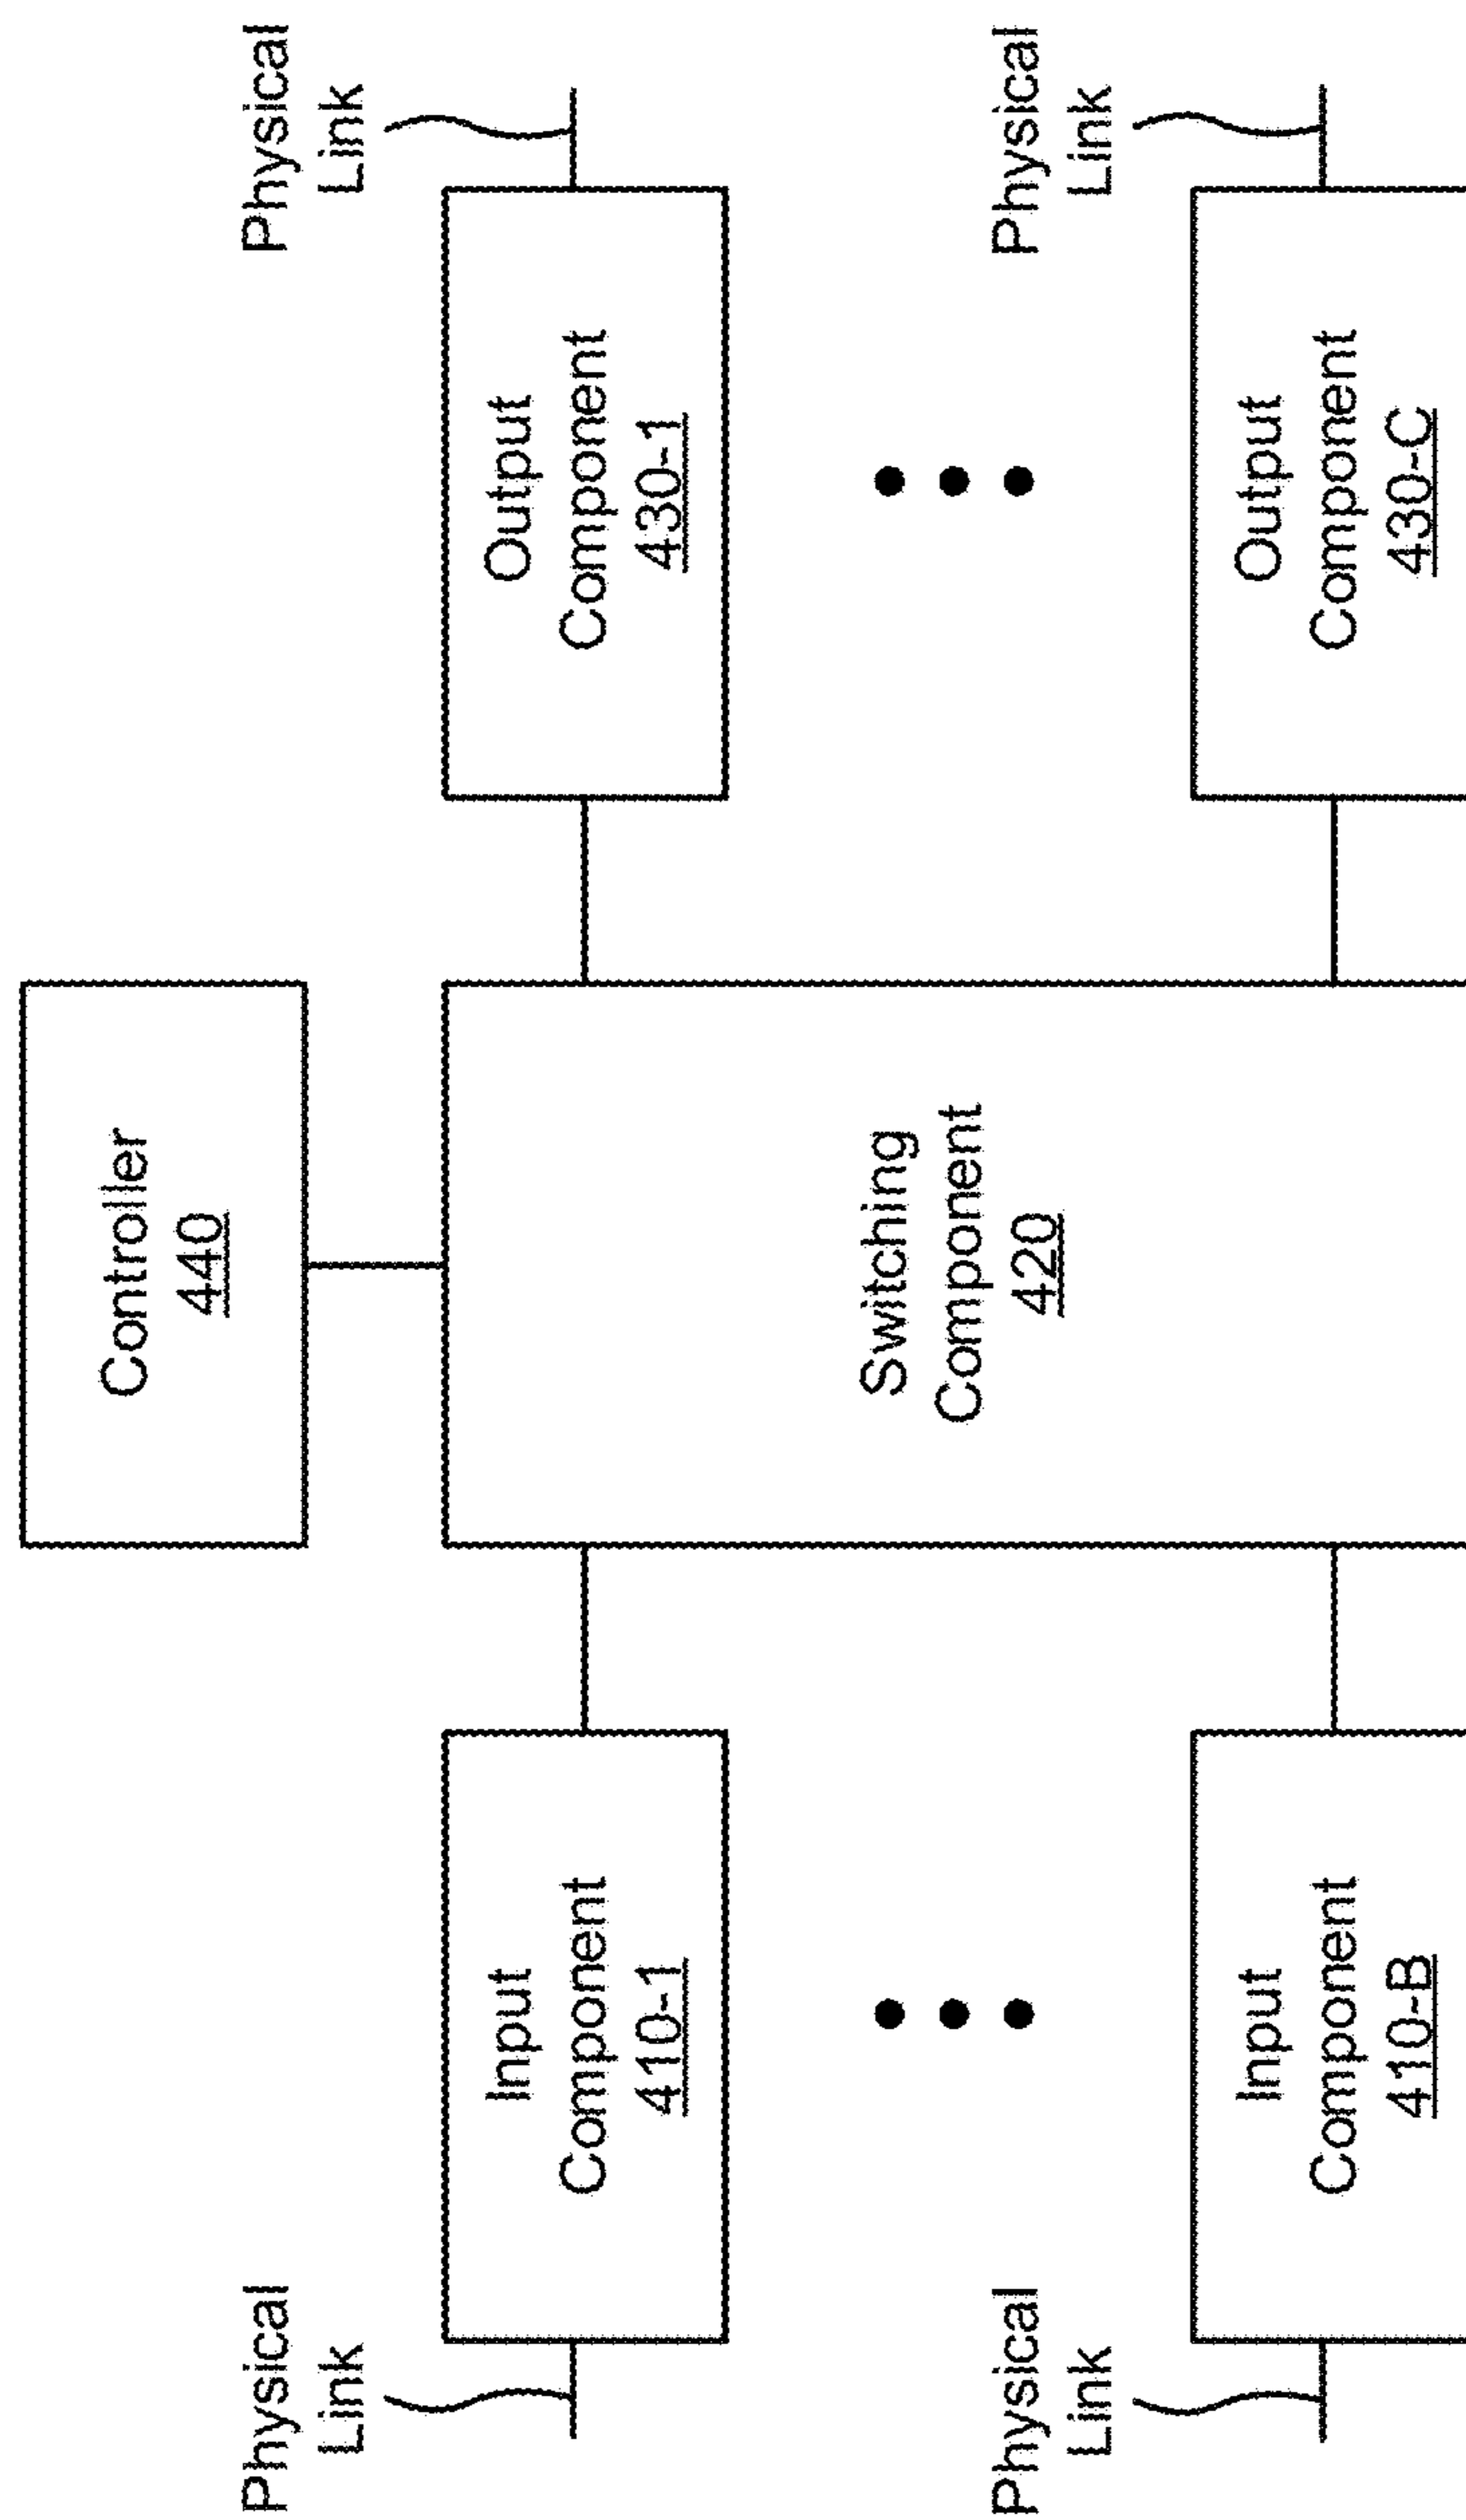 Controller
440
Physical
Link
Physical
Link
Input
Component
410-1
Output
Component
430-1
Switching
Component
420
Physical
Link
Physical
Link
Input
Component
410-B
Output
Component
430-C